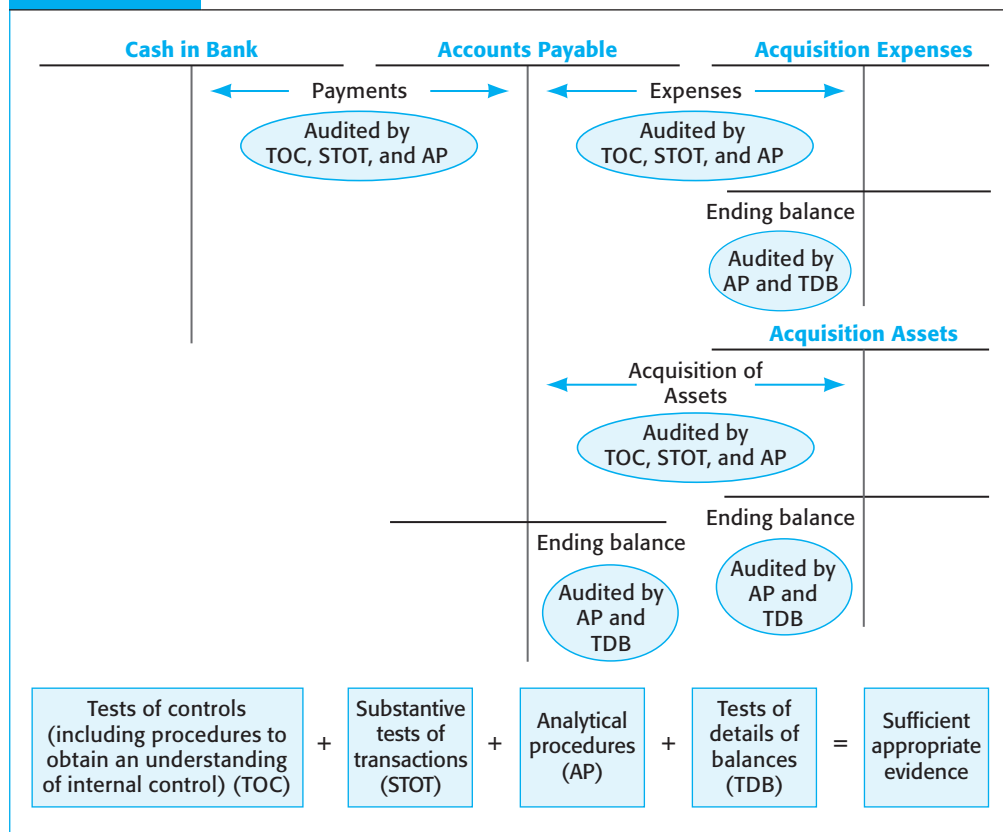 Cash in Bank
Accounts Payable
Acquisition Expenses
Payments
Expenses
Audited by
TOC, STOT, and AP
Audited by
TOC, STOT, and AP
Ending balance
Audited by
AP and TDB
Acquisition Assets
Acquisition of
Assets
Audited by
TOC, STOT, and AP
Ending balance
Audited by
AP and
TDB
Ending balance
Audited by
AP and
TDB
Tests of controls
(including procedures to
obtain an understanding
of internal control) (TOC)
+
Substantive
tests of
transactions
(STOT)
+
Analytical
procedures
(AP)
+
Tests of
details of
balances
(TDB)
=
Sufficient
appropriate
evidence